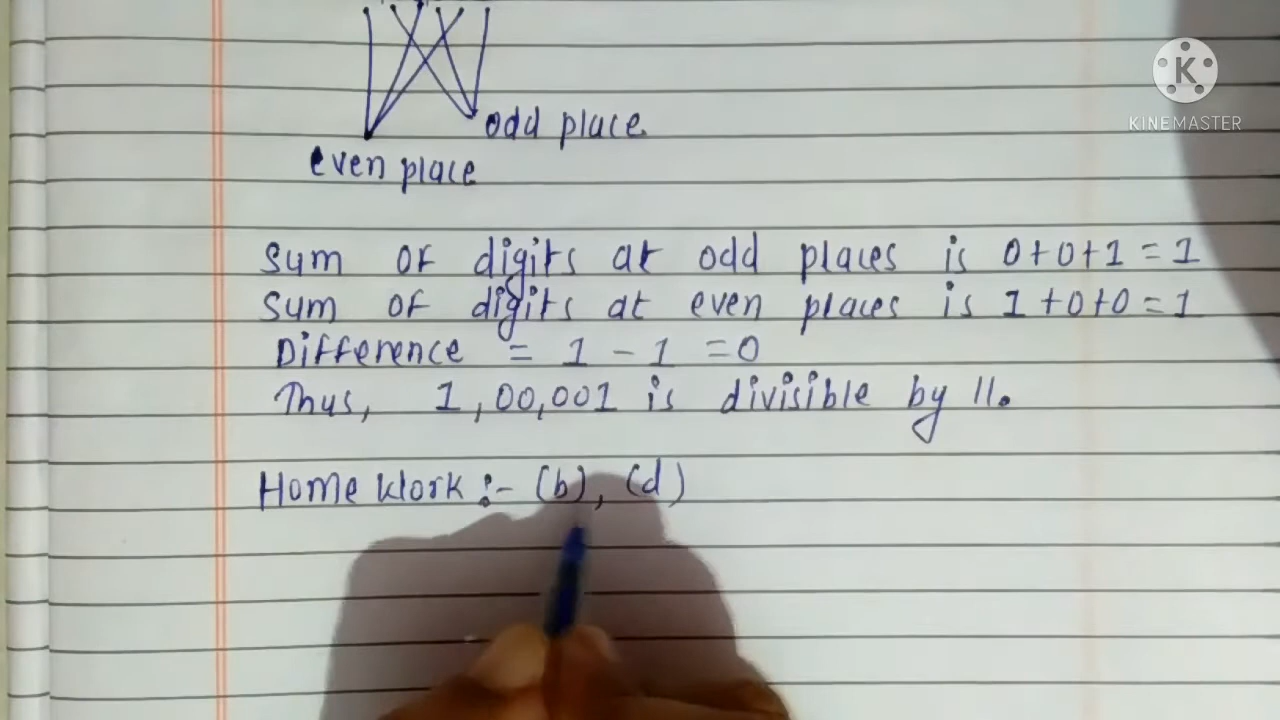 K
KINEMASTER
odd place
even place
Sum of digits at odd places is 0+0+1=1
Sum of digits at even places is 1+0+0=1
Difference = 1 - 1 = 0
Thus, 1,00,001 is divisible by 11.
Home Work :- (b), (d)